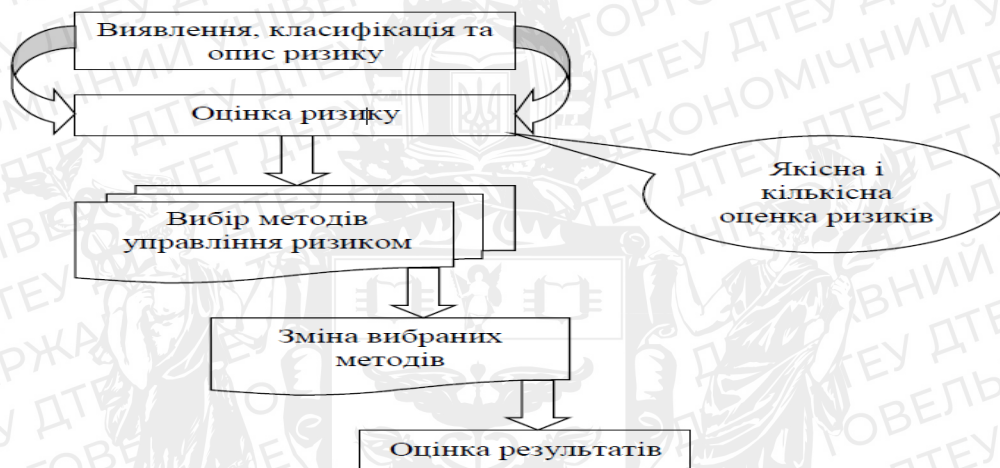 Виявлення, класифікація та
опис ризику
Оцінка ризику
Якісна і
кількісна
оценка ризиків
Вибір методів
управління ризиком
Зміна вибраних
методів
Оцінка результатів